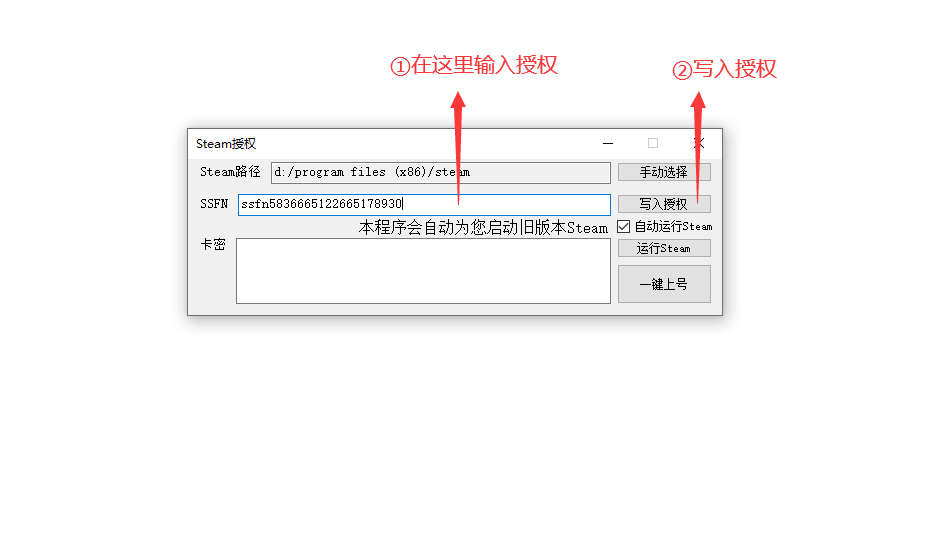 ①在这里输入授权
②写入授权
Steam授权
Steam路径 d:/program files (x86)/steam 手动选择
SSFN ssfn5836665122665178930 写入授权
本程序会自动为您启动旧版本Steam 自动运行Steam
卡密 运行Steam
一键上号